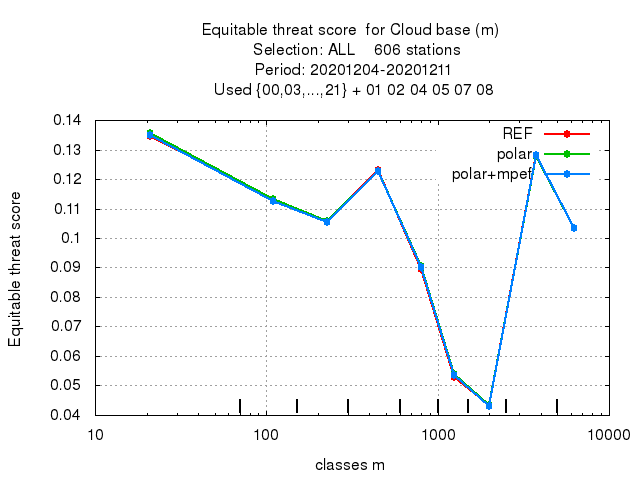 Equitable threat score  for Cloud base (m)
Selection: ALL    606 stations
Period: 20201204-20201211
Used {00,03,...,21} + 01 02 04 05 07 08
REF
polar
polar+mpef
Equitable threat score
0.14
0.13
0.12
0.11
0.1
0.09
0.08
0.07
0.06
0.05
0.04
10
100
1000
10000
classes m